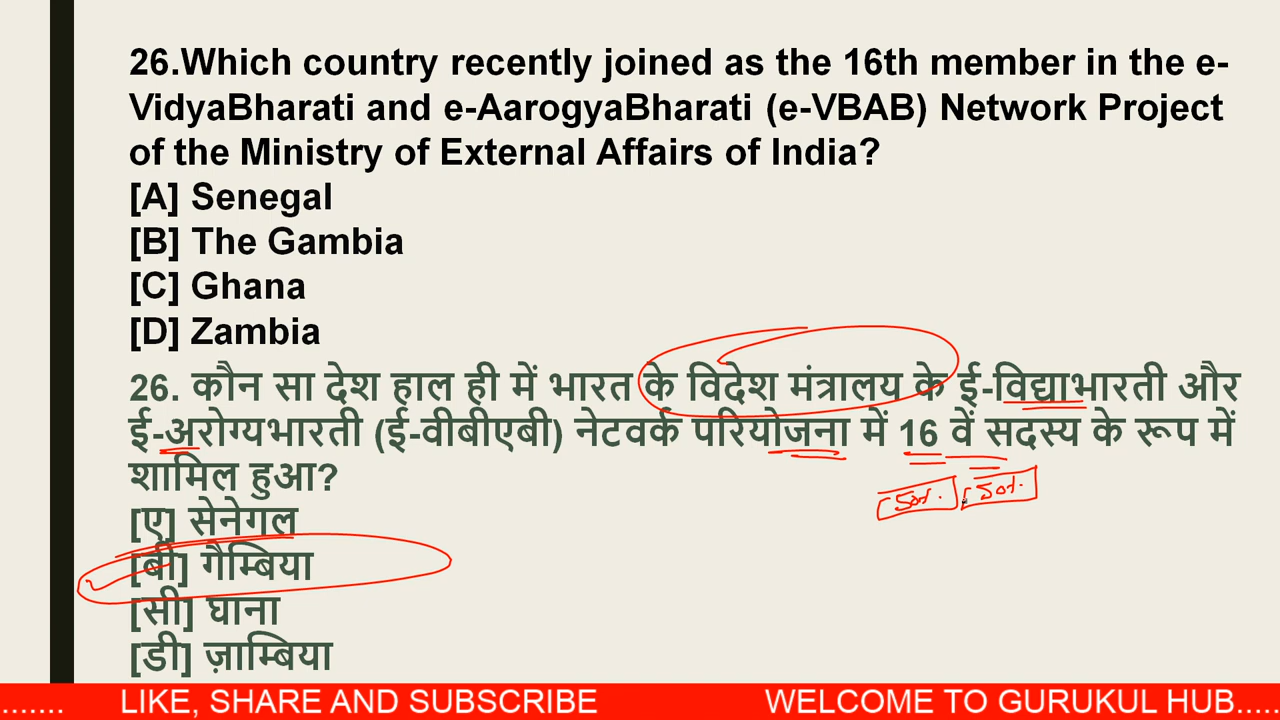 26.Which country recently joined as the 16th member in the e-
VidyaBharati and e-AarogyaBharati (e-VBAB) Network Project
of the Ministry of External Affairs of India?
[A] Senegal
[B] The Gambia
[C] Ghana
[D] Zambia
26. कौन सा देश हाल ही में भारत के विदेश मंत्रालय के ई-विद्याभारती और
ई-अरोग्यभारती (ई-वीबीएबी) नेटवर्क परियोजना में 16 वें सदस्य के रूप में
शामिल हुआ?
[ए] सेनेगल
[बी] गैम्बिया
[सी] घाना
[डी] ज़ाम्बिया
....... LIKE, SHARE AND SUBSCRIBE WELCOME TO GURUKUL HUB.....